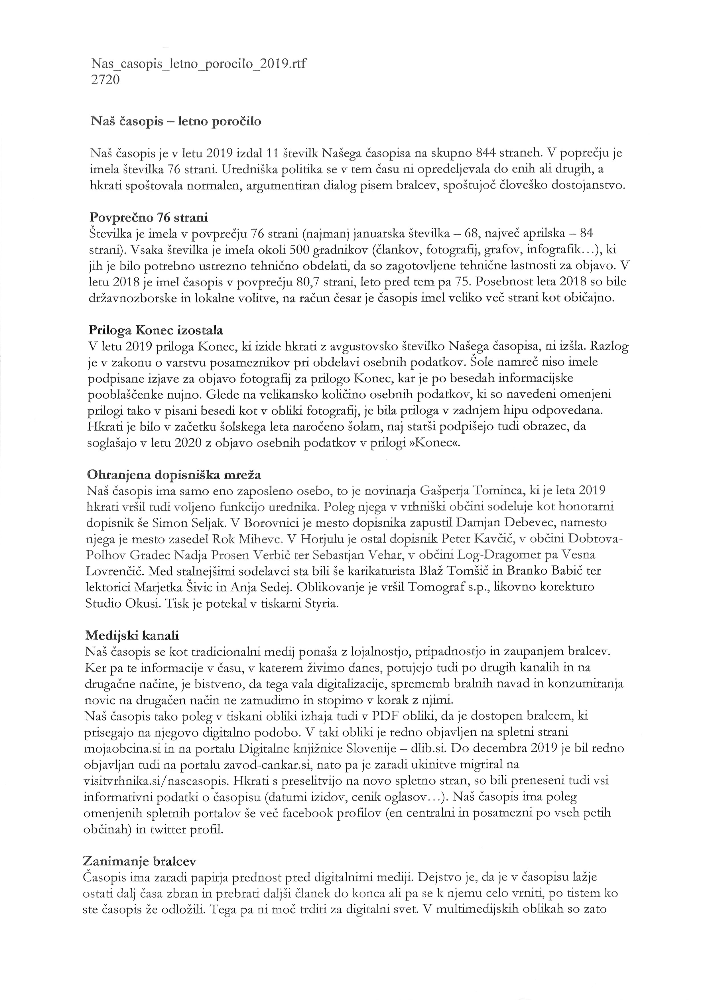 Nas_casopis_letno_porocilo_2019.rtf
2720
Naš časopis – letno poročilo
Naš časopis je v letu 2019 izdal 11 številk Našega časopisa na skupno 844 straneh. V poprečju je
imela številka 76 strani. Uredniška politika se v tem času ni opredeljevala do enih ali drugih, a
hkrati spoštovala normalen, argumentiran dialog pisem bralcev, spoštujoč človeško dostojanstvo.
Povprečno 76 strani
Številka je imela v povprečju 76 strani (najmanj januarska številka – 68, največ aprilska – 84
strani). Vsaka številka je imela okoli 500 gradnikov (člankov, fotografij, grafov, infografik…), ki
jih je bilo potrebno ustrezno tehnično obdelati, da so zagotovljene tehnične lastnosti za objavo. V
letu 2018 je imel časopis v povprečju 80,7 strani, leto pred tem pa 75. Posebnost leta 2018 so bile
državnozborske in lokalne volitve, na račun česar je časopis imel veliko več strani kot običajno.
Priloga Konec izostala
V letu 2019 priloga Konec, ki izide hkrati z avgustovsko številko Našega časopisa, ni izšla. Razlog
je v zakonu o varstvu posameznikov pri obdelavi osebnih podatkov. Šole namreč niso imele
podpisane izjave za objavo fotografij za prilogo Konec, kar je po besedah informacijske
pooblaščenke nujno. Glede na velikansko količino osebnih podatkov, ki so navedeni omenjeni
prilogi tako v pisani besedi kot v obliki fotografij, je bila priloga v zadnjem hipu odpovedana.
Hkrati je bilo v začetku šolskega leta naročeno šolam, naj starši podpišejo tudi obrazec, da
soglašajo v letu 2020 z objavo osebnih podatkov v prilogi »Konec«.
Ohranjena dopisniška mreža
Naš časopis ima samo eno zaposleno osebo, to je novinarja Gašperja Tominca, ki je leta 2019
hkrati vršil tudi voljeno funkcijo urednika. Poleg njega v vrhniški občini sodeluje kot honorarni
dopisnik še Simon Seljak. V Borovnici je mesto dopisnika zapustil Damjan Debevec, namesto
njega je mesto zasedel Rok Mihevc. V Horjulu je ostal dopisnik Peter Kavčič, v občini Dobrova-
Polhov Gradec Nadja Prosen Verbič ter Sebastjan Vehar, v občini Log-Dragomer pa Vesna
Lovrenčič. Med stalnejšimi sodelavci sta bili še karikaturista Blaž Tomšič in Branko Babič ter
lektorici Marjetka Šivic in Anja Sedej. Oblikovanje je vršil Tomograf s.p., likovno korekturo
Studio Okusi. Tisk je potekal v tiskarni Styria.
Medijski kanali
Naš časopis se kot tradicionalni medij ponaša z lojalnostjo, pripadnostjo in zaupanjem bralcev.
Ker pa te informacije v času, v katerem živimo danes, potujejo tudi po drugih kanalih in na
drugačne načine, je bistveno, da tega vala digitalizacije, sprememb bralnih navad in konzumiranja
novic na drugačen način ne zamudimo in stopimo v korak z njimi.
Naš časopis tako poleg v tiskani obliki izhaja tudi v PDF obliki, da je dostopen bralcem, ki
prisegajo na njegovo digitalno podobo. V taki obliki je redno objavljen na spletni strani
mojaobcina.si in na portalu Digitalne knjižnice Slovenije – dlib.si. Do decembra 2019 je bil redno
objavljan tudi na portalu zavod-cankar.si, nato pa je zaradi ukinitve migriral na
visitvrhnika.si/nascasopis. Hkrati s preselitvijo na novo spletno stran, so bili preneseni tudi vsi
informativni podatki o časopisu (datumi izidov, cenik oglasov…). Naš časopis ima poleg
omenjenih spletnih portalov še več facebook profilov (en centralni in posamezni po vseh petih
občinah) in twitter profil.
Zanimanje bralcev
Časopis ima zaradi papirja prednost pred digitalnimi mediji. Dejstvo je, da je v časopisu lažje
ostati dalj časa zbran in prebrati daljši članek do konca ali pa se k njemu celo vrniti, po tistem ko
ste časopis že odložili. Tega pa ni moč trditi za digitalni svet. V multimedijskih oblikah so zato